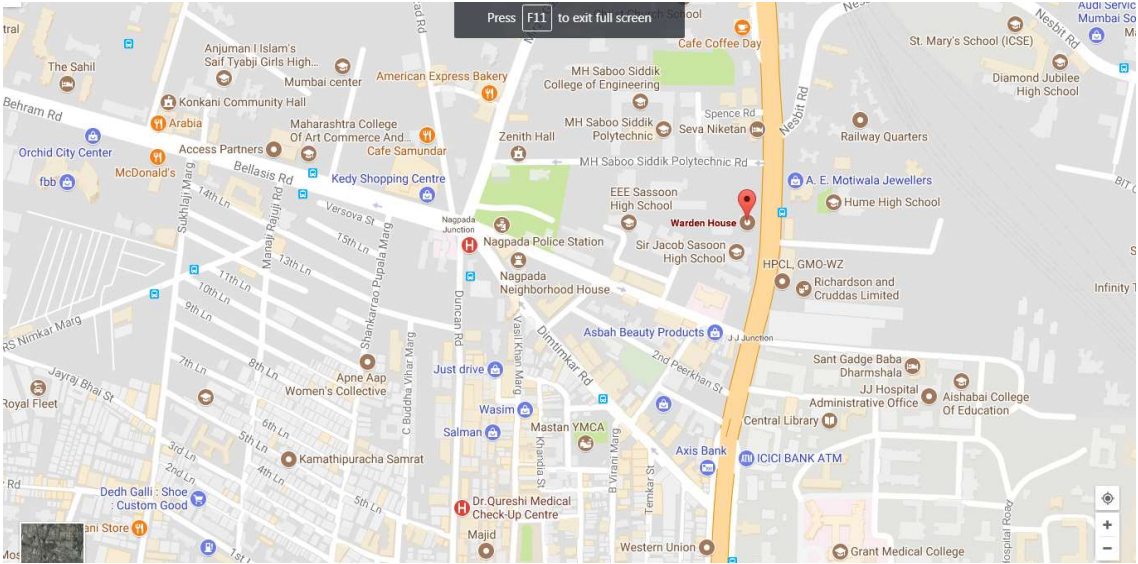 Press F11 to exit full screen
Christ Church School
Audi Servic
Mumbai So
Nesbit Rd
St. Mary's School (ICSE)
Cafe Coffee Day
tral
Anjuman I Islam's
Saif Tyabji Girls High...
The Sahil
Mumbai center
American Express Bakery
MH Saboo Siddik
College of Engineering
Diamond Jubilee
High School
Konkani Community Hall
Behram Rd
Arabia
Maharashtra College
Of Art Commerce And...
Cafe Samundar
Zenith Hall
MH Saboo Siddik
Polytechnic
Spence Rd
Seva Niketan
Nesbit Rd
Railway Quarters
Orchid City Center
Access Partners
McDonald's
Bellasis Rd
Kedy Shopping Centre
MH Saboo Siddik Polytechnic Rd
fbb
A. E. Motiwala Jewellers
Sukhlaji Marg
14th Ln
Versova St
Manaji Rajuji Rd
EEE Sassoon
High School
Hume High School
Nagpada
Junction
Warden House
15th Ln
Nagpada Police Station
Sir Jacob Sasoon
High School
13th Ln
Shankarrao Pupala Marg
Nagpada
Neighborhood House
HPCL, GMO-WZ
Richardson and
Cruddas Limited
11th Ln
10th Ln
9th Ln
Infinity T
RS Nimkar Marg
Duncan Rd
Vasil Khan Marg
Dimtimkar Rd
Asbah Beauty Products
J J Junction
7th Ln
8th Ln
C Buddha Vihar Marg
2nd Peerkhan St
Jayraj Bhai St
Apne Aap
Women's Collective
Just drive
Sant Gadge Baba
Dharmshala
Royal Fleet
JJ Hospital
Administrative Office
Aishabai College
Of Education
Wasim
6th Ln
Salman
Mastan YMCA
Central Library
5th Ln
3rd Ln
Khandia St
B Virani Marg
Kamathipuracha Samrat
Axis Bank
ICICI BANK ATM
2nd Ln
4th Ln
Temkar St
Rd
Dedh Galli : Shoe
: Custom Good
5th Ln
Dr.Qureshi Medical
Check-Up Centre
ani Store
Majid
1st
Western Union
Grant Medical College
ospital Road